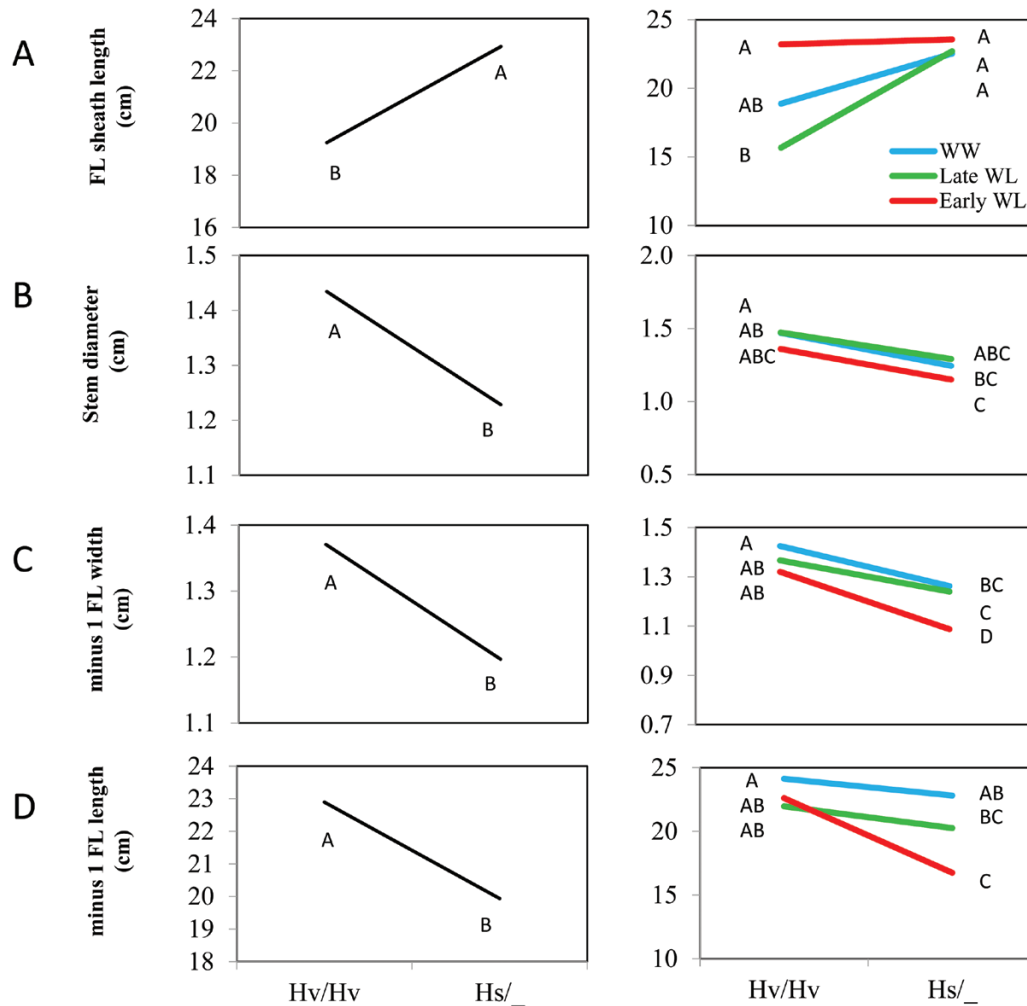 A
FL sheath length
(cm)
24
22
20
18
16
A
B
25
20
15
10
A
AB
B
A
A
A
WW
Late WL
Early WL
B
Stem diameter
(cm)
1.5
1.4
1.3
1.2
1.1
A
B
2.0
1.5
1.0
0.5
A
AB
ABC
ABC
BC
C
C
minus 1 FL width
(cm)
1.4
1.3
1.2
1.1
A
B
1.5
1.3
1.1
0.9
0.7
A
AB
AB
BC
C
D
D
minus 1 FL length
(cm)
24
23
22
21
20
19
18
A
B
25
20
15
10
A
AB
AB
AB
BC
C
Hv/Hv Hs/_
Hv/Hv Hs/_